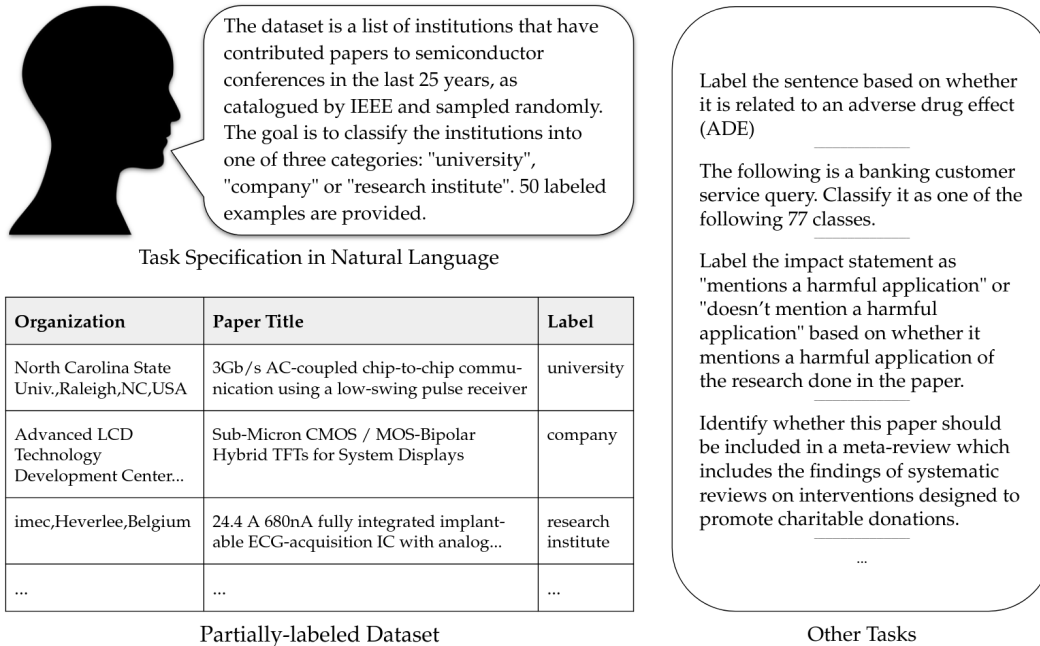 The dataset is a list of institutions that have
contributed papers to semiconductor
conferences in the last 25 years, as
catalogued by IEEE and sampled randomly.
The goal is to classify the institutions into
one of three categories: "university",
"company" or "research institute". 50 labeled
examples are provided.
Task Specification in Natural Language
Organization Paper Title Label
North Carolina State
Univ.,Raleigh,NC,USA
3Gb/s AC-coupled chip-to-chip commu-
nication using a low-swing pulse receiver
university
Advanced LCD
Technology
Development Center...
Sub-Micron CMOS / MOS-Bipolar
Hybrid TFTs for System Displays
company
imec,Heverlee,Belgium
24.4 A 680nA fully integrated implant-
able ECG-acquisition IC with analog...
research
institute
... ... ...
Partially-labeled Dataset
Label the sentence based on whether
it is related to an adverse drug effect
(ADE)
The following is a banking customer
service query. Classify it as one of the
following 77 classes.
Label the impact statement as
"mentions a harmful application" or
"doesn't mention a harmful
application" based on whether it
mentions a harmful application of
the research done in the paper.
Identify whether this paper should
be included in a meta-review which
includes the findings of systematic
reviews on interventions designed to
promote charitable donations.
...
Other Tasks